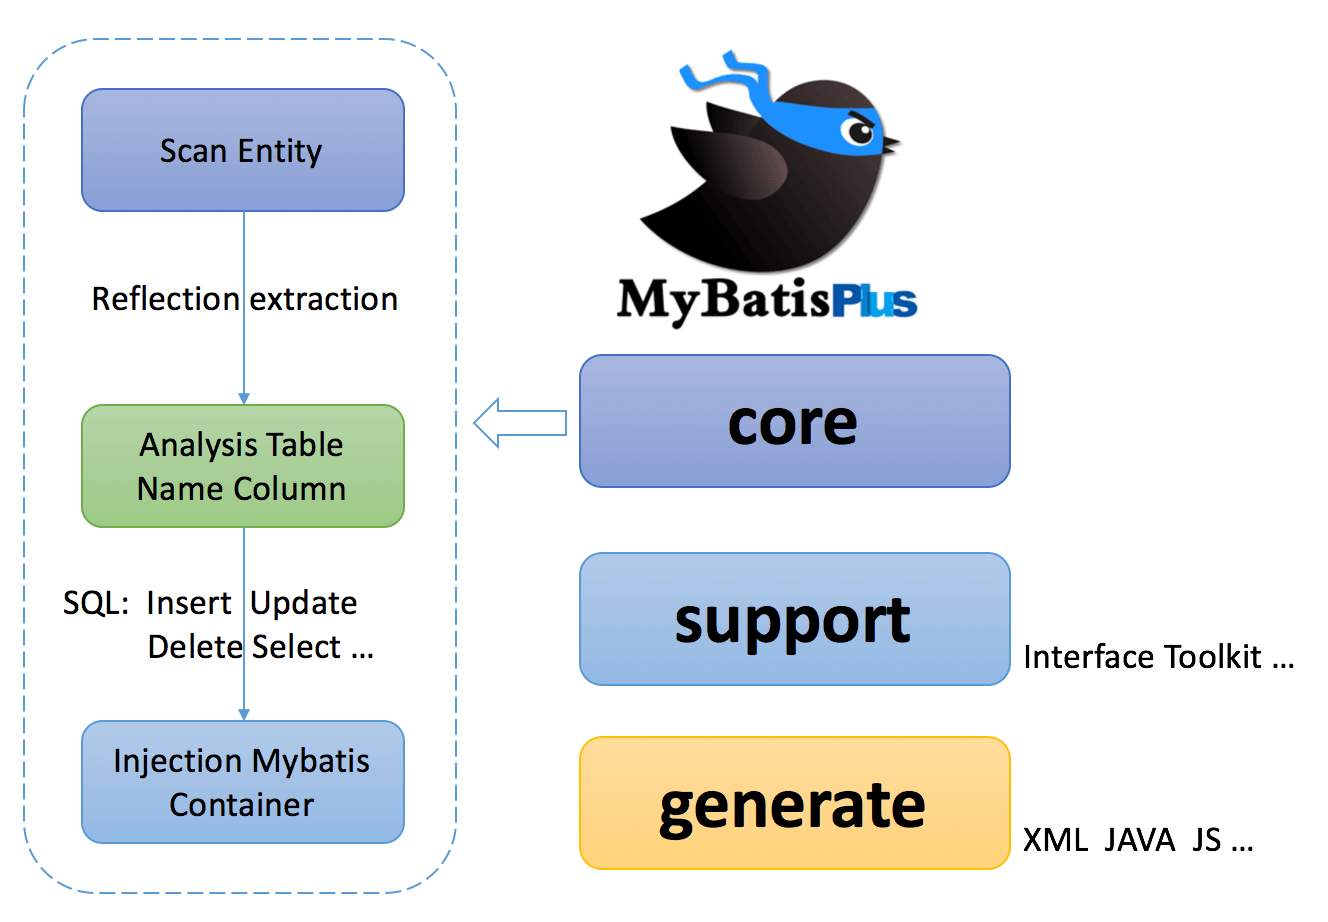 Scan Entity
Reflection extraction
Analysis Table
Name Column
SQL:  Insert  Update
Delete Select ...
Injection Mybatis
Container
MyBatisPlus
core
support
Interface Toolkit ...
generate
XML  JAVA  JS ...